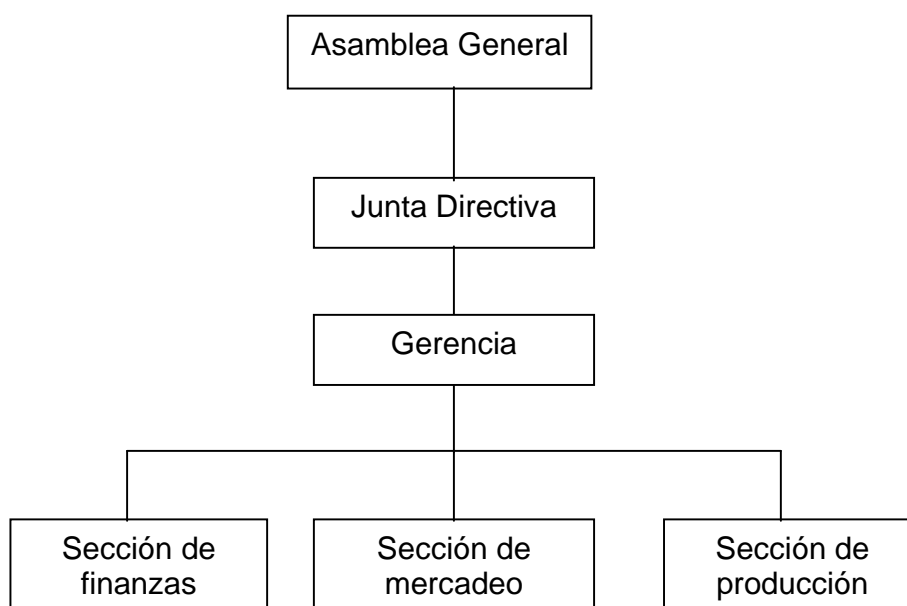 Asamblea General
Junta Directiva
Gerencia
Sección de
finanzas
Sección de
mercadeo
Sección de
producción